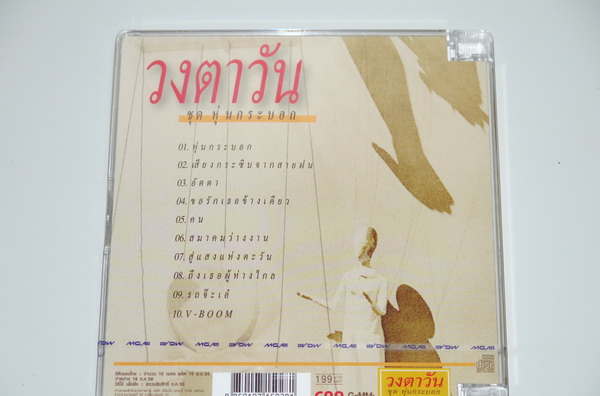 วงตาวัน
ชุด หุ่นกระบอก
01. หุ่นกระบอก
02. เสียงกระซิบจากสายฝน
03. อัตตา
04. ขอรักเธอข้างเดียว
05. คน
06. สมาคมว่างงาน
07. สู่แสงแห่งตะวัน
08. ถึงเธอผู้ห่างไกล
09. รถจ๊ะเอ๋
10. V-BOOM
วงตาวัน
ชุด หุ่นกระบอก